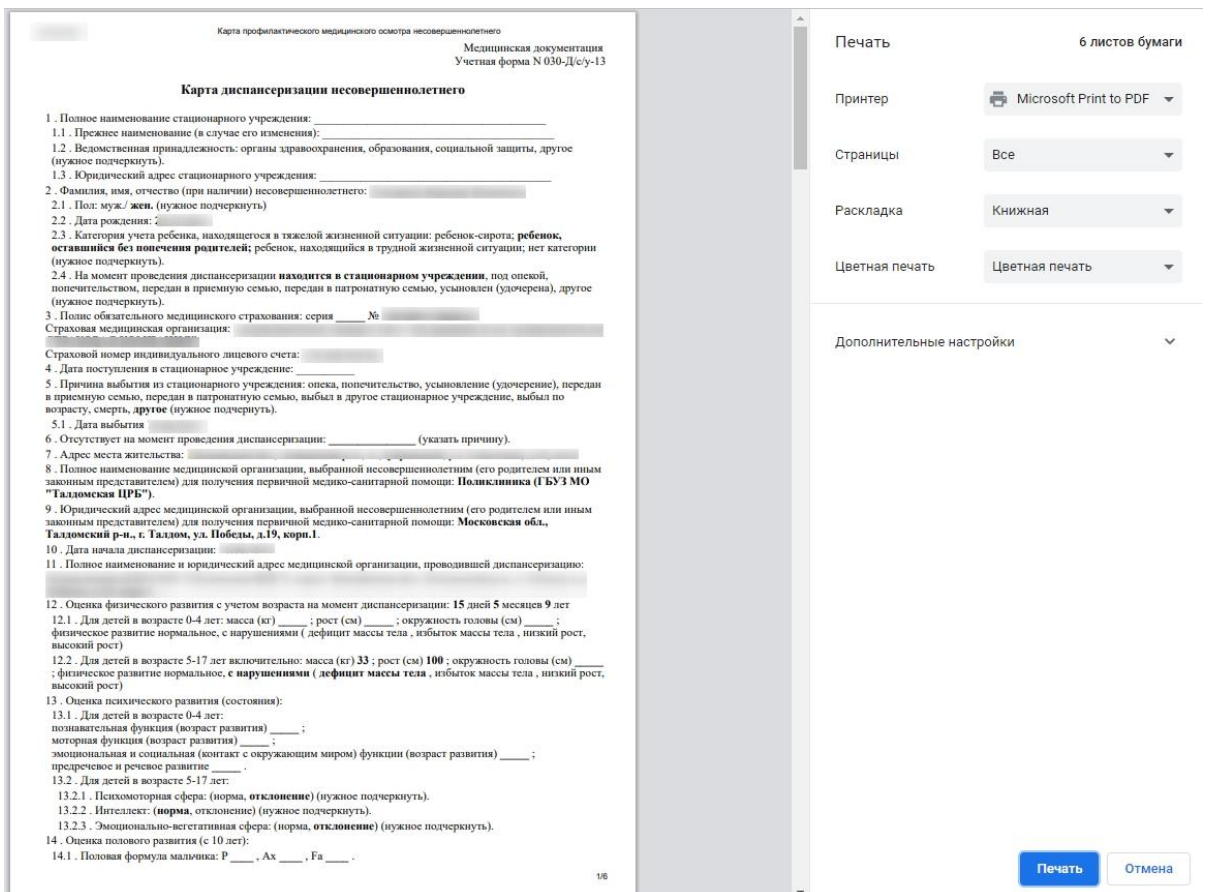 Карта профилактического медицинского осмотра несовершеннолетнего
Медицинская документация
Учетная форма N 030-Д/с/у-13
Карта диспансеризации несовершеннолетнего
1 . Полное наименование стационарного учреждения: ____________
1.1 . Прежнее наименование (в случае его изменения): ____________
1.2 . Ведомственная принадлежность: органы здравоохранения, образования, социальной защиты, другое
(нужное подчеркнуть).
1.3 . Юридический адрес стационарного учреждения: ____________
2 . Фамилия, имя, отчество (при наличии) несовершеннолетнего:
2.1 . Пол: муж./ жен. (нужное подчеркнуть)
2.2 . Дата рождения:
2.3 . Категория учета ребенка, находящегося в тяжелой жизненной ситуации: ребенок-сирота; ребенок,
оставшийся без попечения родителей; ребенок, находящийся в трудной жизненной ситуации; нет категории
(нужное подчеркнуть).
2.4 . На момент проведения диспансеризации находится в стационарном учреждении, под опекой,
попечительством, передан в приемную семью, передан в патронатную семью, усыновлен (удочерена), другое
(нужное подчеркнуть).
3 . Полис обязательного медицинского страхования: серия _____ №
Страховая медицинская организация:
Страховой номер индивидуального лицевого счета:
4 . Дата поступления в стационарное учреждение: __________
5 . Причина выбытия из стационарного учреждения: опека, попечительство, усыновление (удочерение), передан
в приемную семью, передан в патронатную семью, выбыл в другое стационарное учреждение, выбыл по
возрасту, смерть, другое (нужное подчернуть).
5.1 . Дата выбытия
6 . Отсутствует на момент проведения диспансеризации: _______________ (указать причину).
7 . Адрес места жительства:
8 . Полное наименование медицинской организации, выбранной несовершеннолетним (его родителем или иным
законным представителем) для получения первичной медико-санитарной помощи: Поликлиника (ГБУЗ МО
"Талдомская ЦРБ").
9 . Юридический адрес медицинской организации, выбранной несовершеннолетним (его родителем или иным
законным представителем) для получения первичной медико-санитарной помощи: Московская обл.,
Талдомский р-н., г. Талдом, ул. Победы, д.19, корп.1.
10 . Дата начала диспансеризации:
11 . Полное наименование и юридический адрес медицинской организации, проводившей диспансеризацию:
12 . Оценка физического развития с учетом возраста на момент диспансеризации: 15 дней 5 месяцев 9 лет
12.1 . Для детей в возрасте 0-4 лет: масса (кг) _____ ; рост (см) _____ ; окружность головы (см) _____ ;
физическое развитие нормальное, с нарушениями ( дефицит массы тела , избыток массы тела , низкий рост,
высокий рост)
12.2 . Для детей в возрасте 5-17 лет включительно: масса (кг) 33 ; рост (см) 100 ; окружность головы (см) _____
; физическое развитие нормальное, с нарушениями ( дефицит массы тела , избыток массы тела , низкий рост,
высокий рост)
13 . Оценка психического развития (состояния):
13.1 . Для детей в возрасте 0-4 лет:
познавательная функция (возраст развития) _____ ;
моторная функция (возраст развития) _____ ;
эмоциональная и социальная (контакт с окружающим миром) функции (возраст развития) _____ ;
предречевое и речевое развитие _____ .
13.2 . Для детей в возрасте 5-17 лет:
13.2.1 . Психомоторная сфера: (норма, отклонение) (нужное подчеркнуть).
13.2.2 . Интеллект: (норма, отклонение) (нужное подчеркнуть).
13.2.3 . Эмоционально-вегетативная сфера: (норма, отклонение) (нужное подчеркнуть).
14 . Оценка полового развития (с 10 лет):
14.1 . Половая формула мальчика: P ____ , Ax ____ , Fa ____ .
1/6
Печать
6 листов бумаги
Принтер
Microsoft Print to PDF
Страницы
Все
Раскладка
Книжная
Цветная печать
Цветная печать
Дополнительные настройки
Печать
Отмена